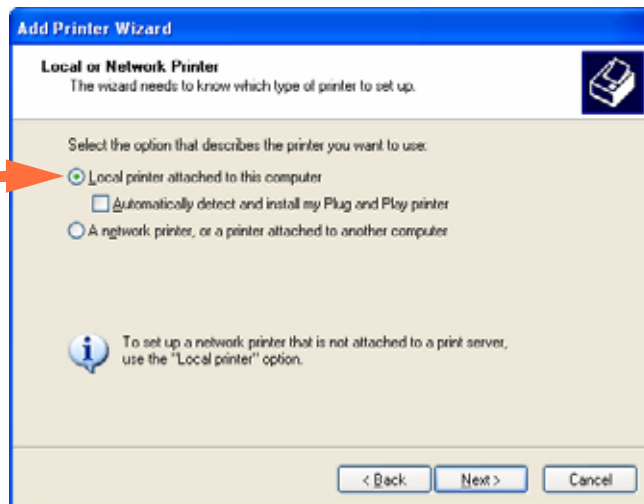 Add Printer Wizard
Local or Network Printer
The wizard needs to know which type of printer to set up.
Select the option that describes the printer you want to use:
Local printer attached to this computer
Automatically detect and install my Plug and Play printer
A network printer, or a printer attached to another computer
To set up a network printer that is not attached to a print server,
use the "Local printer" option.
< Back Next > Cancel